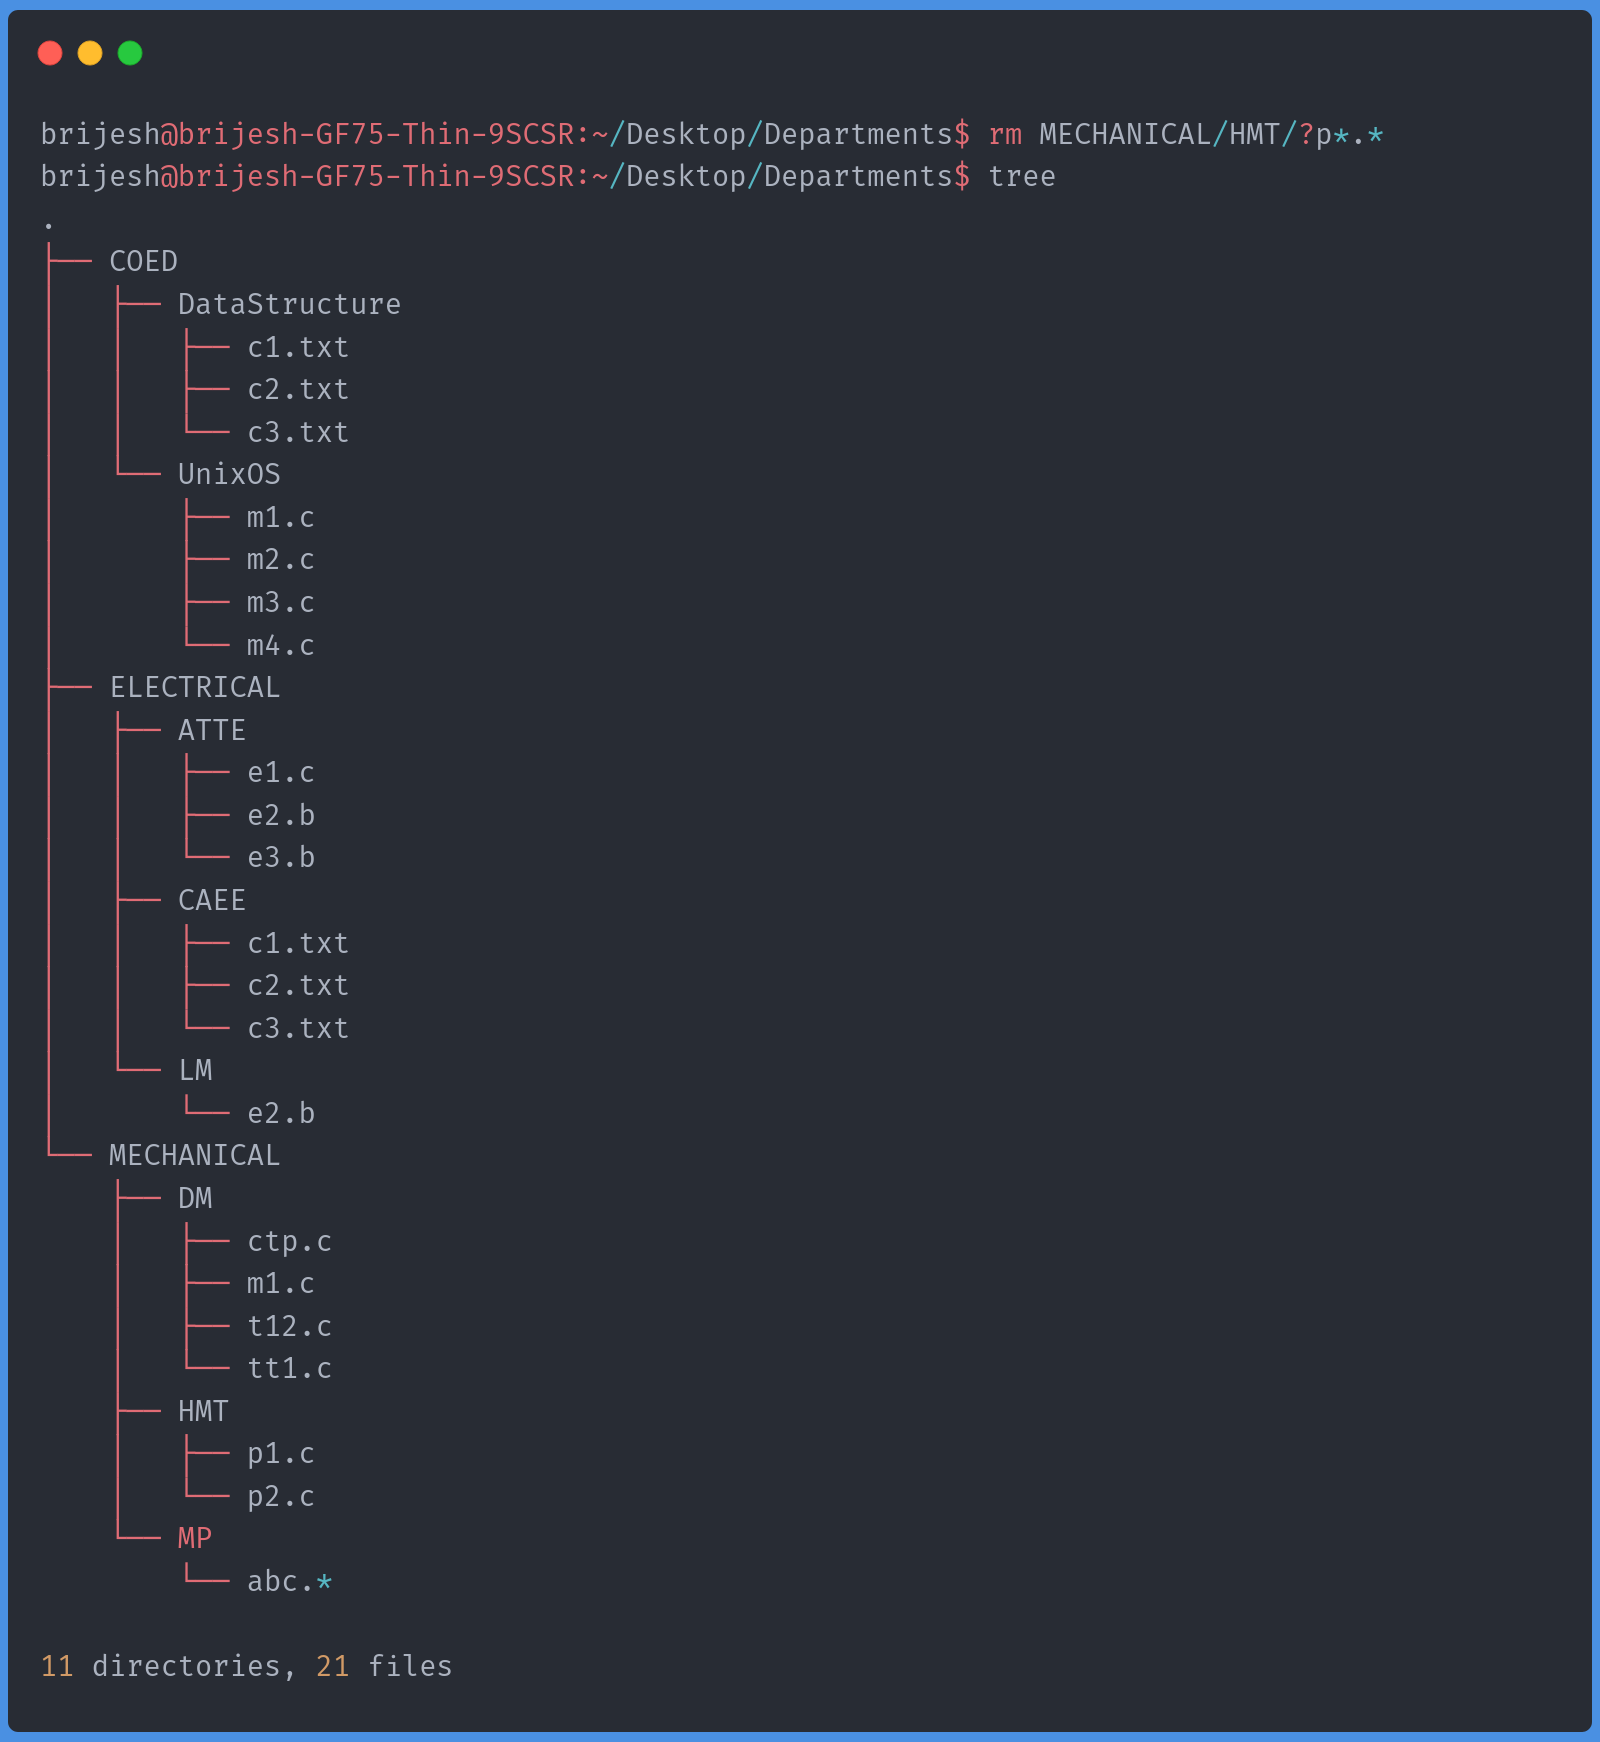 brijesh@brijesh-GF75-Thin-9SCSR:~/Desktop/Departments$ rm MECHANICAL/HMT/?p*.*
brijesh@brijesh-GF75-Thin-9SCSR:~/Desktop/Departments$ tree
.
├── COED
│   ├── DataStructure
│   │   ├── c1.txt
│   │   ├── c2.txt
│   │   └── c3.txt
│   └── UnixOS
│       ├── m1.c
│       ├── m2.c
│       ├── m3.c
│       └── m4.c
├── ELECTRICAL
│   ├── ATTE
│   │   ├── e1.c
│   │   ├── e2.b
│   │   └── e3.b
│   ├── CAEE
│   │   ├── c1.txt
│   │   ├── c2.txt
│   │   └── c3.txt
│   └── LM
│       └── e2.b
└── MECHANICAL
    ├── DM
    │   ├── ctp.c
    │   ├── m1.c
    │   ├── t12.c
    │   └── tt1.c
    ├── HMT
    │   ├── p1.c
    │   └── p2.c
    └── MP
        └── abc.*

11 directories, 21 files